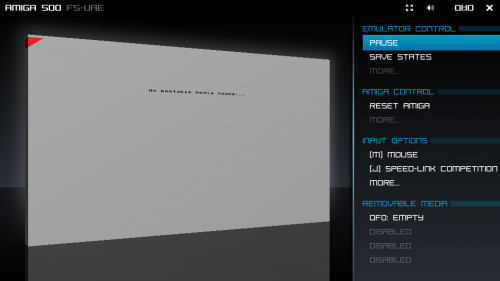 AMIGA 500 FS-UAE
01:10
No bootable media found...
EMULATOR CONTROL
PAUSE
SAVE STATES
MORE...
AMIGA CONTROL
RESET AMIGA
MORE...
INPUT OPTIONS
[M] MOUSE
[J] SPEED-LINK COMPETITION
MORE...
REMOVABLE MEDIA
DF0: EMPTY
DISABLED
DISABLED
DISABLED